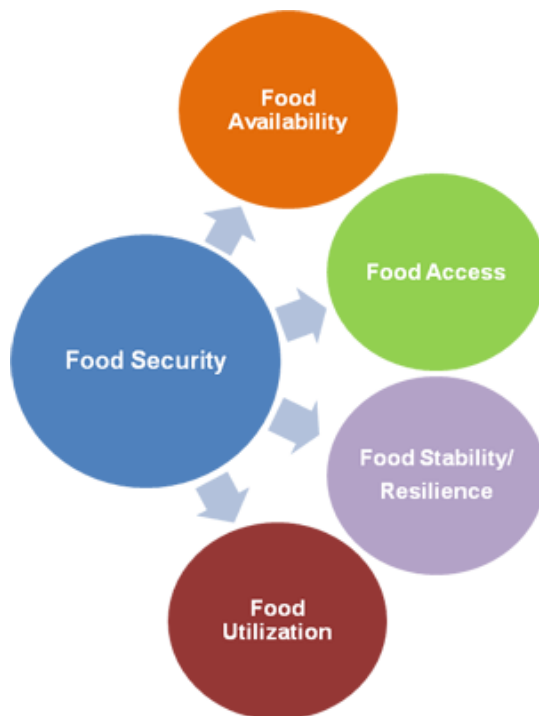 Food
Availability
Food Access
Food Security
Food Stability/
Resilience
Food
Utilization